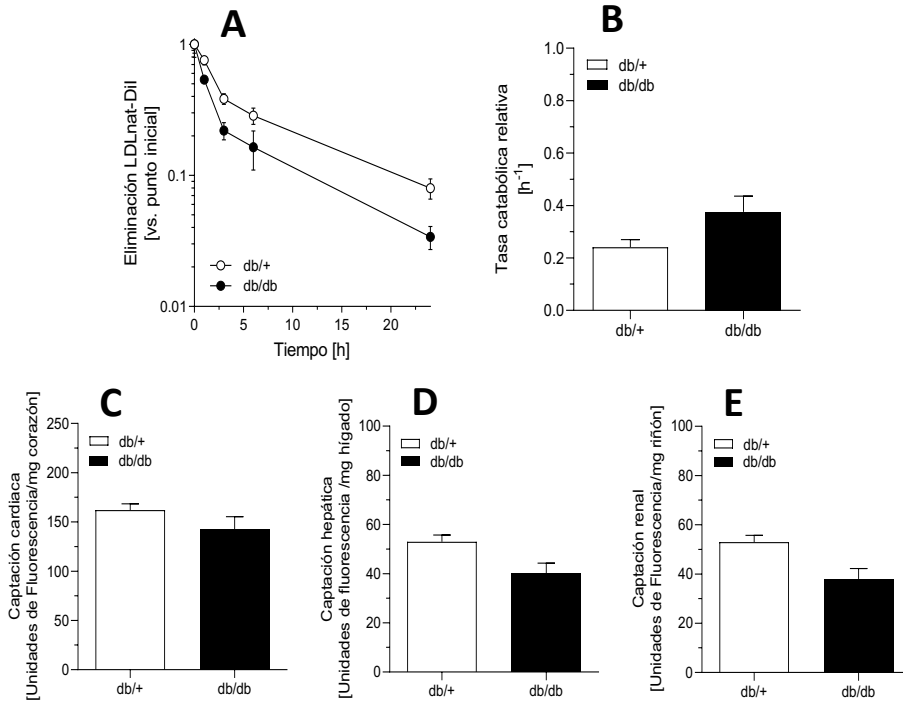 A
Eliminación LDLnat-DiI
[vs. punto inicial]
1
0.1
0.01
db/+
db/db
0 5 10 15 20
Tiempo [h]
B
Tasa catabólica relativa
[h-1]
1.0
0.8
0.6
0.4
0.2
0.0
db/+
db/db
db/+ db/db
C
Captación cardiaca
[Unidades de Fluorescencia/mg corazón]
250
200
150
100
50
0
db/+
db/db
db/+ db/db
D
Captación hepática
[Unidades de fluorescencia /mg hígado]
100
80
60
40
20
0
db/+
db/db
db/+ db/db
E
Captación renal
[Unidades de Fluorescencia/mg riñón]
100
80
60
40
20
0
db/+
db/db
db/+ db/db